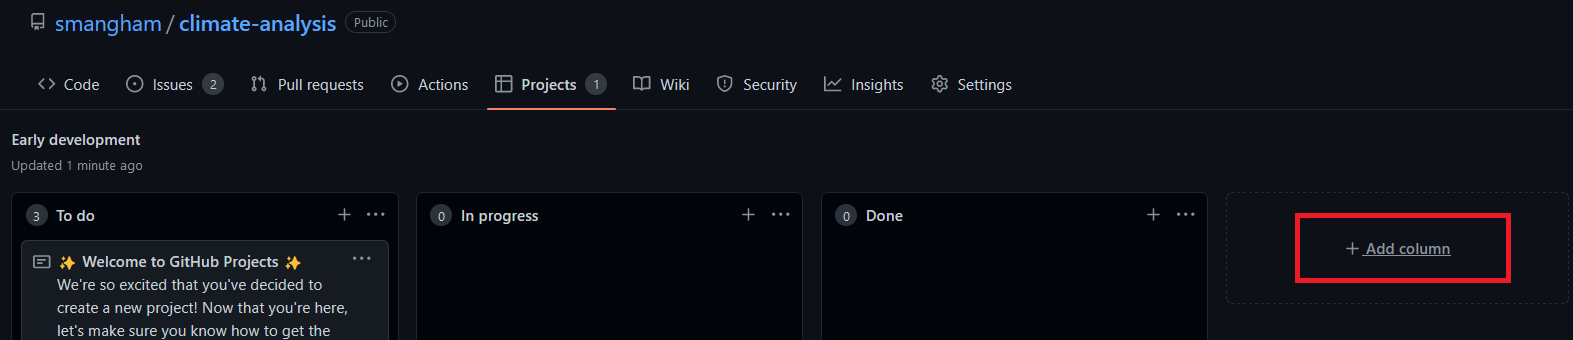 smangham / climate-analysis Public
Code Issues 2 Pull requests Actions Projects 1 Wiki Security Insights Settings
Early development
Updated 1 minute ago
3 To do
0 In progress
0 Done
+ Add column
✨ Welcome to GitHub Projects ✨
We're so excited that you've decided to
create a new project! Now that you're here,
let's make sure you know how to get the